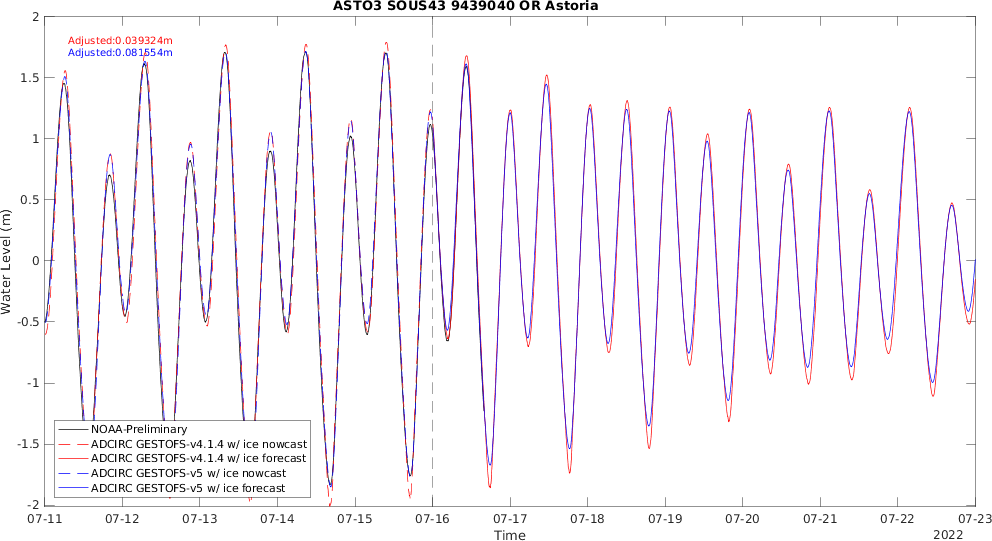 ASTO3 SOUS43 9439040 OR Astoria
Adjusted:0.039324m
Adjusted:0.081554m
2
1.5
1
0.5
0
-0.5
-1
-1.5
-2
Water Level (m)
NOAA-Preliminary
ADCIRC GESTOFS-v4.1.4 w/ ice nowcast
ADCIRC GESTOFS-v4.1.4 w/ ice forecast
ADCIRC GESTOFS-v5 w/ ice nowcast
ADCIRC GESTOFS-v5 w/ ice forecast
07-11 07-12 07-13 07-14 07-15 07-16 07-17 07-18 07-19 07-20 07-21 07-22 07-23
Time
2022